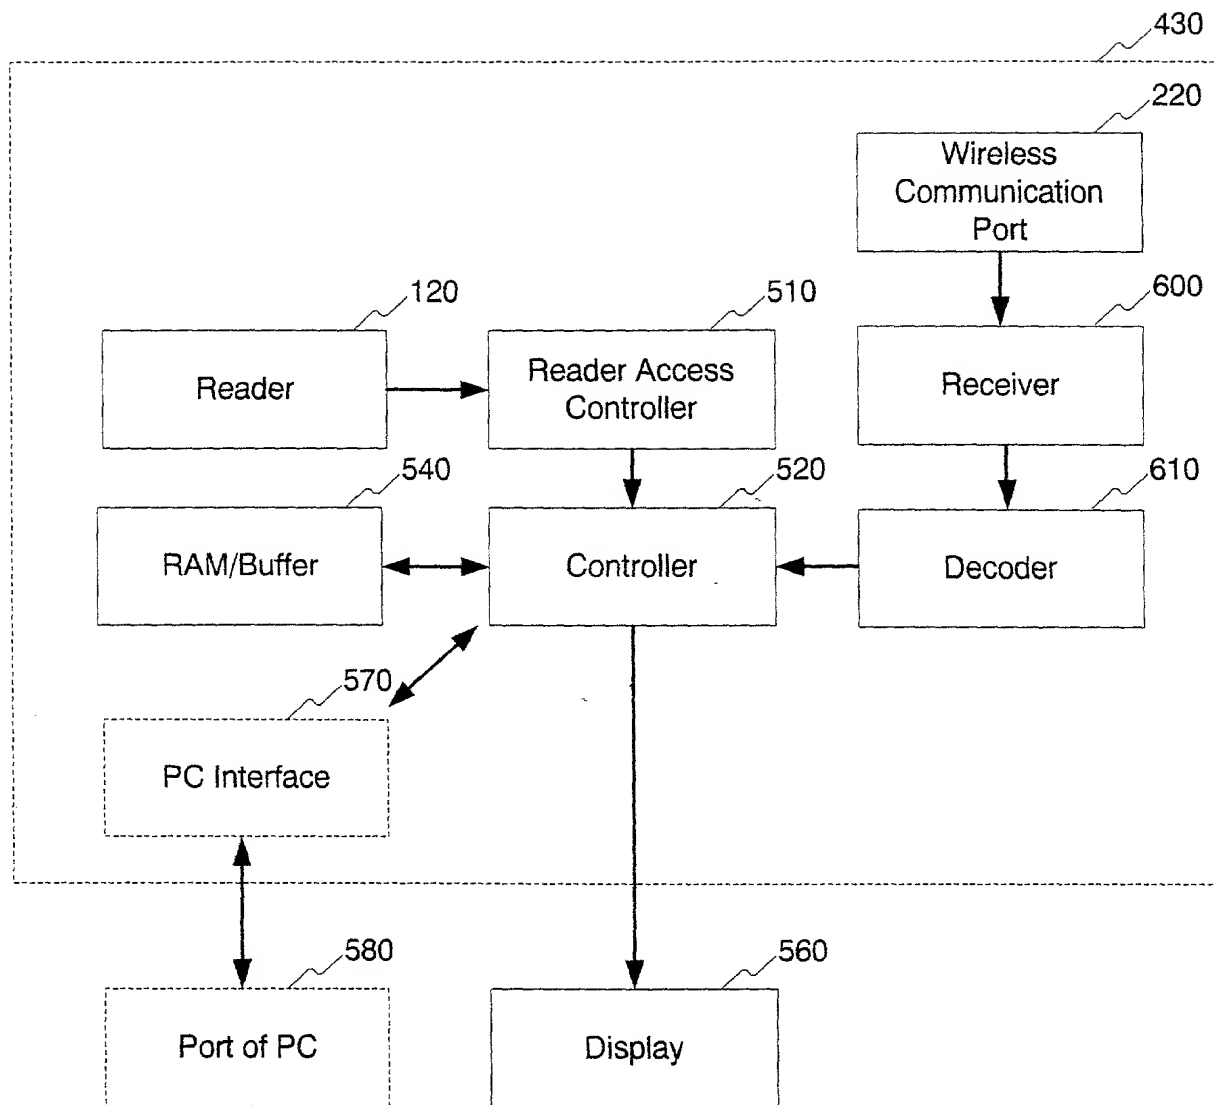 430
220
Wireless
Communication
Port
120
510
600
Reader
Reader Access
Controller
Receiver
540
520
610
RAM/Buffer
Controller
Decoder
570
PC Interface
580
560
Port of PC
Display